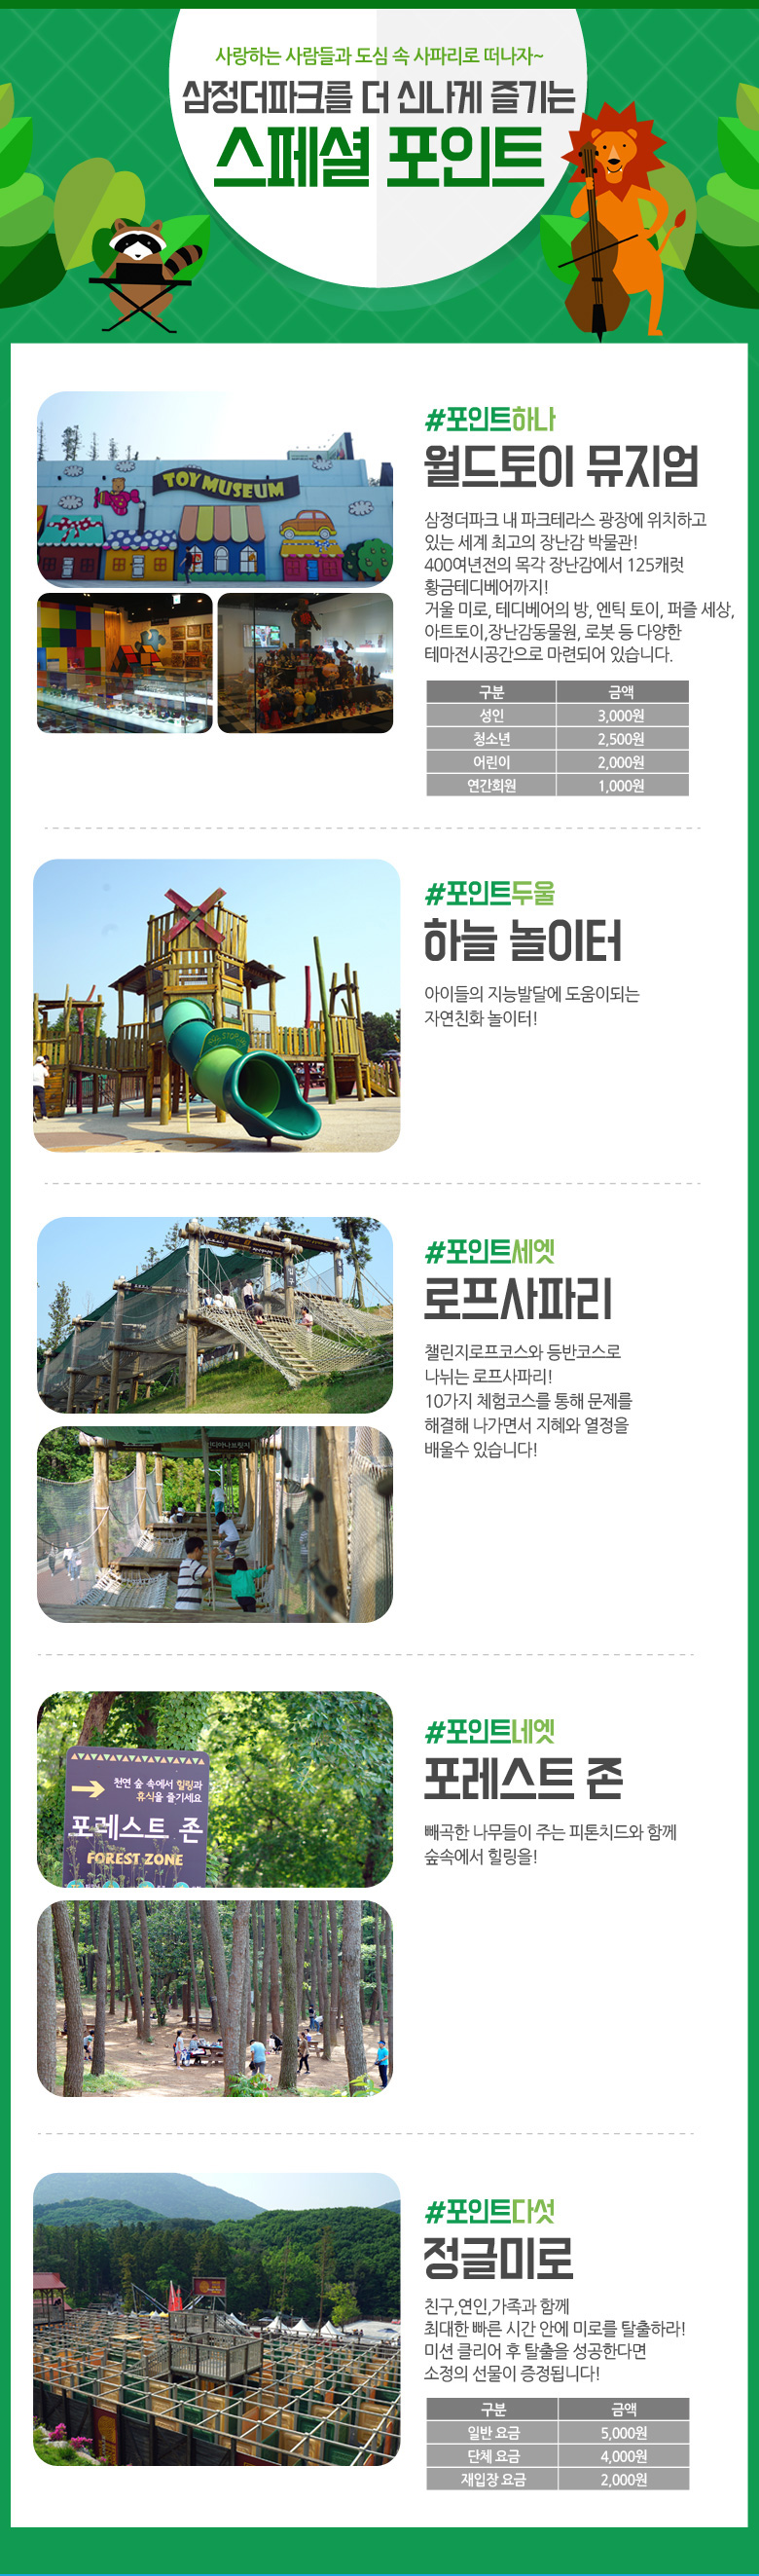 사랑하는 사람들과 도심 속 사파리로 떠나자~
삼정더파크를 더 신나게 즐기는
스페셜 포인트
TOY MUSEUM
#포인트하나
월드토이 뮤지엄
삼정더파크 내 파크테라스 광장에 위치하고
있는 세계 최고의 장난감 박물관!
400여년전의 목각 장난감에서 125캐럿
황금테디베어까지!
거울 미로, 테디베어의 방, 엔틱 토이, 퍼즐 세상,
아트토이,장난감동물원, 로봇 등 다양한
테마전시공간으로 마련되어 있습니다.
구분 금액
성인 3,000원
청소년 2,500원
어린이 2,000원
연간회원 1,000원
#포인트두울
하늘 놀이터
아이들의 지능발달에 도움이되는
자연친화 놀이터!
#포인트세엣
로프사파리
챌린지로프코스와 등반코스로
나뉘는 로프사파리!
10가지 체험코스를 통해 문제를
해결해 나가면서 지혜와 열정을
배울수 있습니다!
천연 숲 속에서 힐링과
휴식을 즐기세요
포레스트 존
FOREST ZONE
#포인트네엣
포레스트 존
빼곡한 나무들이 주는 피톤치드와 함께
숲속에서 힐링을!
#포인트다섯
정글미로
친구,연인,가족과 함께
최대한 빠른 시간 안에 미로를 탈출하라!
미션 클리어 후 탈출을 성공한다면
소정의 선물이 증정됩니다!
구분 금액
일반 요금 5,000원
단체 요금 4,000원
재입장 요금 2,000원